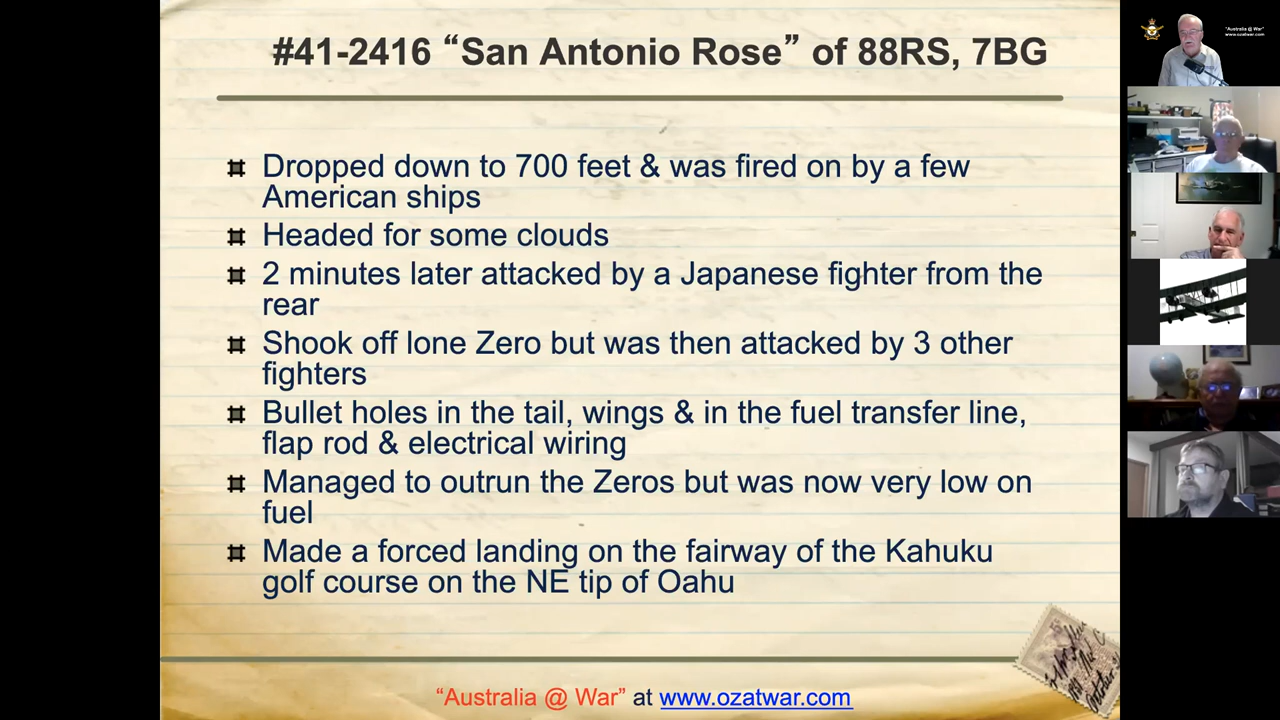 #41-2416 “San Antonio Rose” of 88RS, 7BG
Dropped down to 700 feet & was fired on by a few
American ships
Headed for some clouds
2 minutes later attacked by a Japanese fighter from the
rear
Shook off lone Zero but was then attacked by 3 other
fighters
Bullet holes in the tail, wings & in the fuel transfer line,
flap rod & electrical wiring
Managed to outrun the Zeros but was now very low on
fuel
Made a forced landing on the fairway of the Kahuku
golf course on the NE tip of Oahu
“Australia @ War” at www.ozatwar.com
"Australia @ War"
www.ozatwar.com